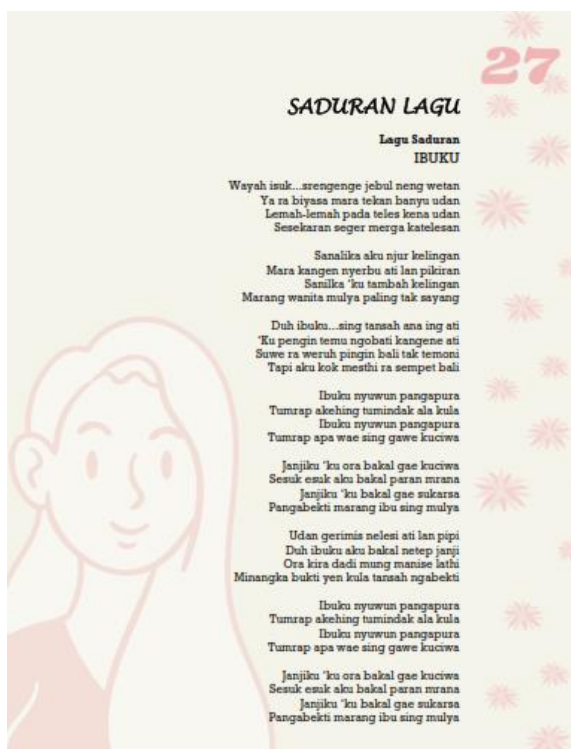 27
SADURAN LAGU
Lagu Saduran
IBUKU
Wayah isuk...srengenge jebul neng wetan
Ya ra biyasa mara tekan banyu udan
Lemah-lemah pada teles kena udan
Sesekaran seger merga katelesan
Sanalika aku njur kelingan
Mara kangen nyerbu ati lan pikiran
Sanilka 'ku tambah kelingan
Marang wanita mulya paling tak sayang
Duh ibuku...sing tansah ana ing ati
'Ku pengin temu ngobati kangene ati
Suwe ra weruh pingin bali tak temoni
Tapi aku kok mesthi ra sempet bali
Ibuku nyuwun pangapura
Tumrap akehing tumindak ala kula
Ibuku nyuwun pangapura
Tumrap apa wae sing gawe kuciwa
Janjiku 'ku ora bakal gae kuciwa
Sesuk esuk aku bakal paran mrana
Janjiku 'ku bakal gae sukarsa
Pangabekti marang ibu sing mulya
Udan gerimis nelesi ati lan pipi
Duh ibuku aku bakal netep janji
Ora kira dadi mung manise lathi
Minangka bukti yen kula tansah ngabekti
Ibuku nyuwun pangapura
Tumrap akehing tumindak ala kula
Ibuku nyuwun pangapura
Tumrap apa wae sing gawe kuciwa
Janjiku 'ku ora bakal gae kuciwa
Sesuk esuk aku bakal paran mrana
Janjiku 'ku bakal gae sukarsa
Pangabekti marang ibu sing mulya